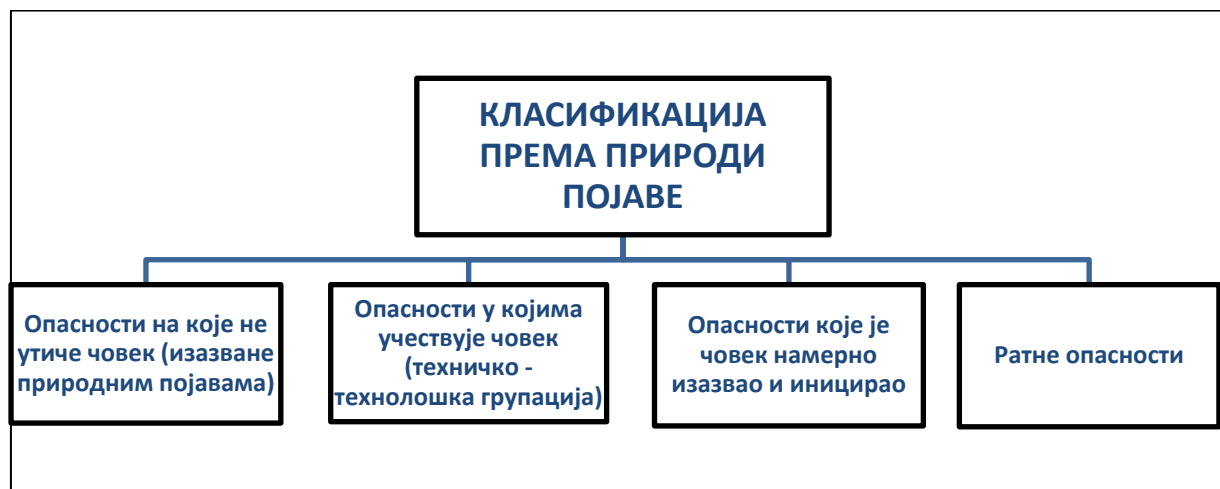 КЛАСИФИКАЦИЈА
ПРЕМА ПРИРОДИ
ПОЈАВЕ
Опасности на које не
утиче човек (изазване
природним појавама)
Опасности у којима
учествује човек
(техничко -
технолошка групација)
Опасности које је
човек намерно
изазвао и иницирао
Ратне опасности